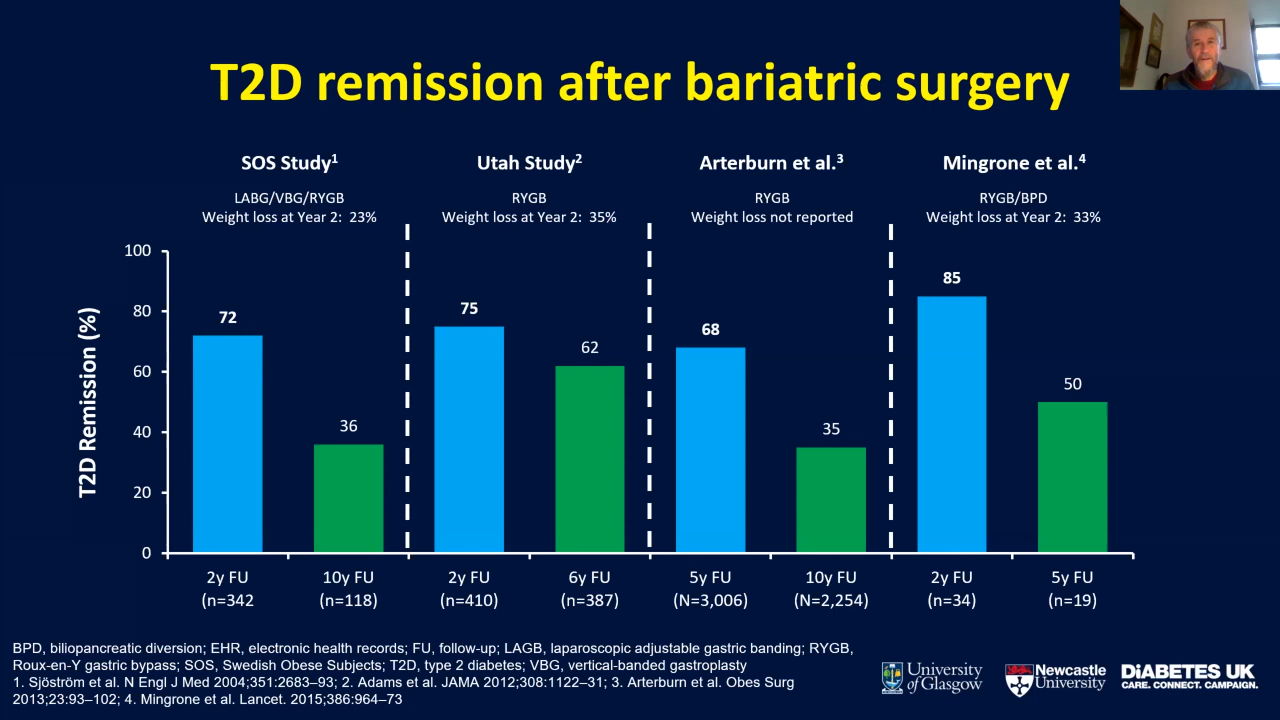 T2D remission after bariatric surgery
SOS Study1
LABG/VBG/RYGB
Weight loss at Year 2: 23%
Utah Study2
RYGB
Weight loss at Year 2: 35%
Arterburn et al.3
RYGB
Weight loss not reported
Mingrone et al.4
RYGB/BPD
Weight loss at Year 2: 33%
T2D Remission (%)
100
80
60
40
20
0
72
36
75
62
68
35
85
50
2y FU
(n=342
10y FU
(n=118)
2y FU
(n=410)
6y FU
(n=387)
5y FU
(N=3,006)
10y FU
(N=2,254)
2y FU
(n=34)
5y FU
(n=19)
BPD, biliopancreatic diversion; EHR, electronic health records; FU, follow-up; LAGB, laparoscopic adjustable gastric banding; RYGB,
Roux-en-Y gastric bypass; SOS, Swedish Obese Subjects; T2D, type 2 diabetes; VBG, vertical-banded gastroplasty
1. Sjöström et al. N Engl J Med 2004;351:2683–93; 2. Adams et al. JAMA 2012;308:1122–31; 3. Arterburn et al. Obes Surg
2013;23:93–102; 4. Mingrone et al. Lancet. 2015;386:964–73
University
of Glasgow
Newcastle
University
DiABETES UK
CARE. CONNECT. CAMPAIGN.